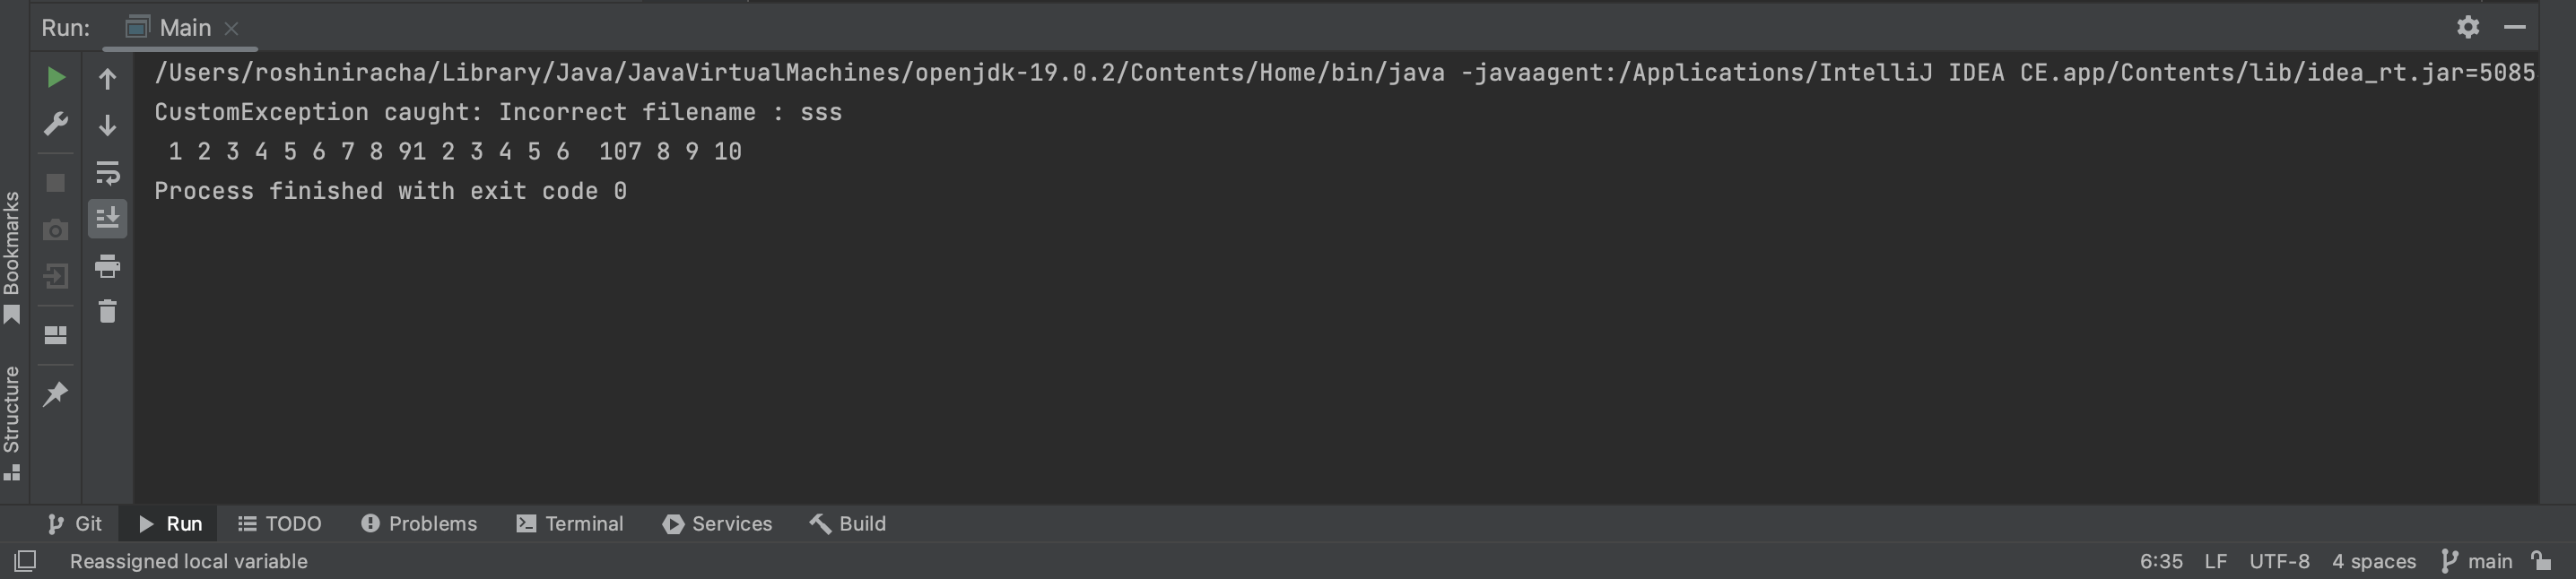 Run: Main
/Users/roshiniracha/Library/Java/JavaVirtualMachines/openjdk-19.0.2/Contents/Home/bin/java -javaagent:/Applications/IntelliJ IDEA CE.app/Contents/lib/idea_rt.jar=5085
CustomException caught: Incorrect filename : sss
 1 2 3 4 5 6 7 8 91 2 3 4 5 6  107 8 9 10
Process finished with exit code 0
Bookmarks
Structure
Git Run TODO Problems Terminal Services Build
Reassigned local variable 6:35 LF UTF-8 4 spaces main